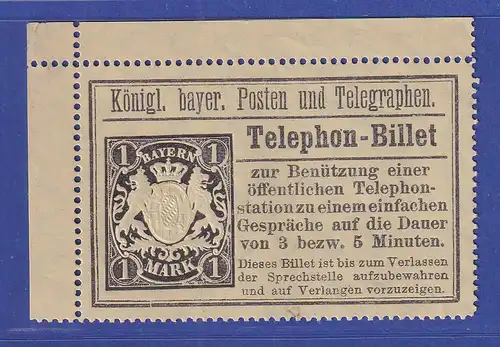 Königl. bayer. Posten und Telegraphen.
Telephon-Billet
zur Benützung einer
öffentlichen Telephon-
station zu einem einfachen
Gespräche auf die Dauer
von 3 bezw. 5 Minuten.
Dieses Billet ist bis zum Verlassen
der Sprechstelle aufzubewahren
und auf Verlangen vorzuzeigen.
1 BAYERN 1
1 MARK 1